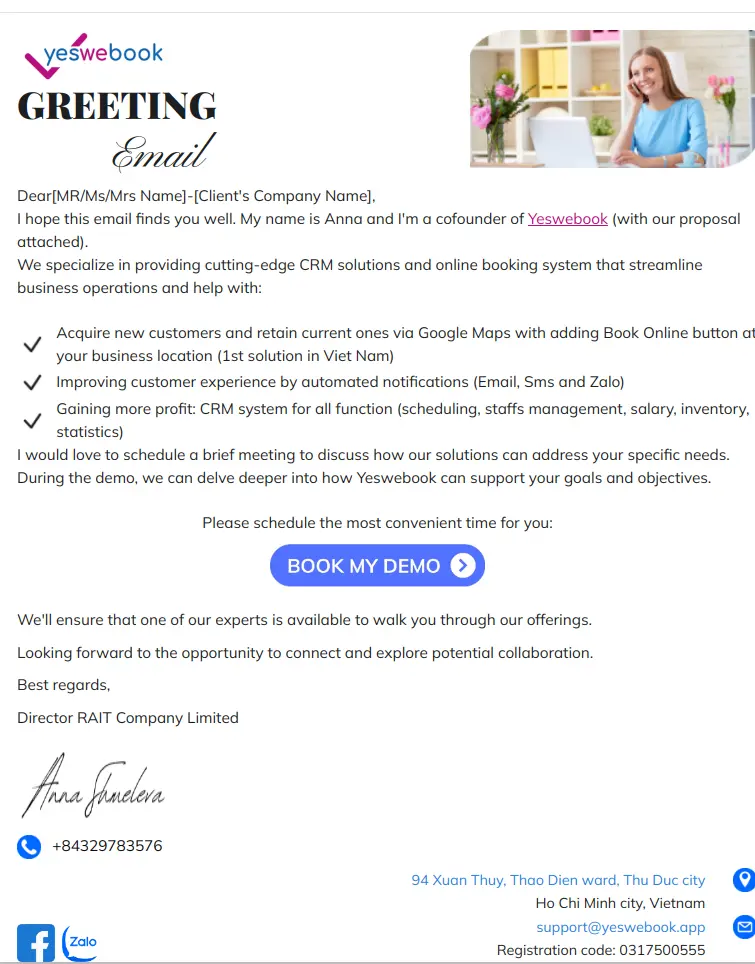 yeswebook
GREETING
Email
Dear[MR/Ms/Mrs Name]-[Client's Company Name],
I hope this email finds you well. My name is Anna and I'm a cofounder of Yeswebook (with our proposal
attached).
We specialize in providing cutting-edge CRM solutions and online booking system that streamline
business operations and help with:
Acquire new customers and retain current ones via Google Maps with adding Book Online button at
your business location (1st solution in Viet Nam)
Improving customer experience by automated notifications (Email, Sms and Zalo)
Gaining more profit: CRM system for all function (scheduling, staffs management, salary, inventory,
statistics)
I would love to schedule a brief meeting to discuss how our solutions can address your specific needs.
During the demo, we can delve deeper into how Yeswebook can support your goals and objectives.
Please schedule the most convenient time for you:
BOOK MY DEMO
We'll ensure that one of our experts is available to walk you through our offerings.
Looking forward to the opportunity to connect and explore potential collaboration.
Best regards,
Director RAIT Company Limited
Anna Shmeleva
+84329783576
94 Xuan Thuy, Thao Dien ward, Thu Duc city
Ho Chi Minh city, Vietnam
support@yeswebook.app
Registration code: 0317500555
Zalo